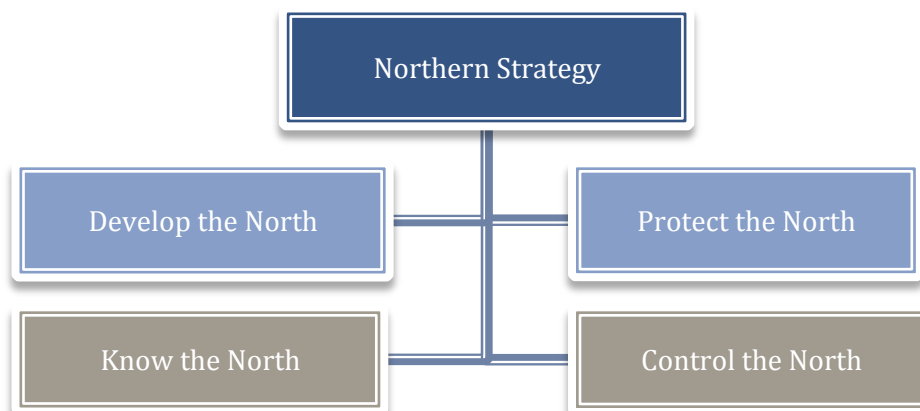 Northern Strategy
Develop the North
Protect the North
Know the North
Control the North